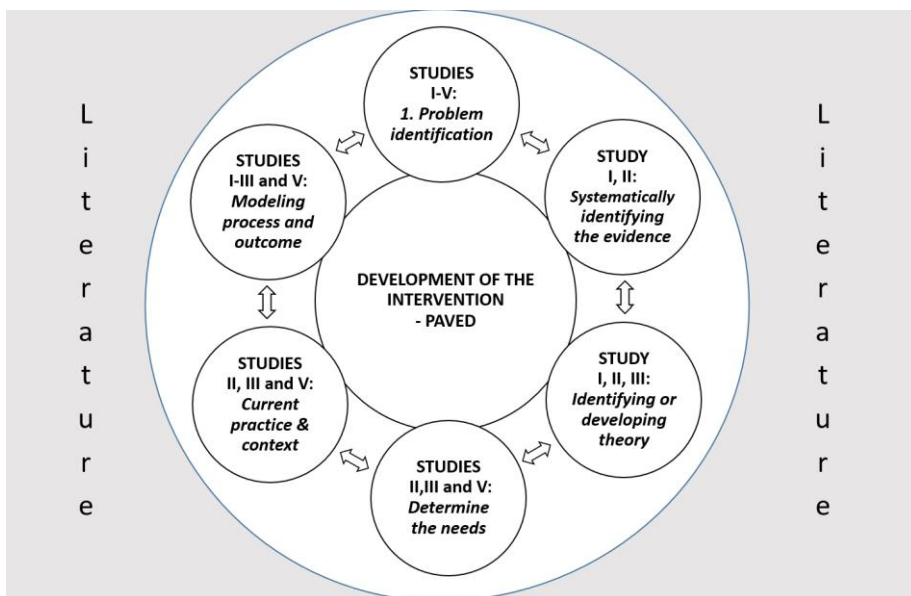 L
i
t
e
r
a
t
u
r
e
STUDIES
I-V:
1. Problem
identification
STUDY
I, II:
Systematically
identifying
the evidence
STUDY
I, II, III:
Identifying or
developing
theory
STUDIES
II,III and V:
Determine
the needs
STUDIES
II, III and V:
Current
practice &
context
STUDIES
I-III and V:
Modeling
process and
outcome
DEVELOPMENT OF THE
INTERVENTION
- PAVED
L
i
t
e
r
a
t
u
r
e